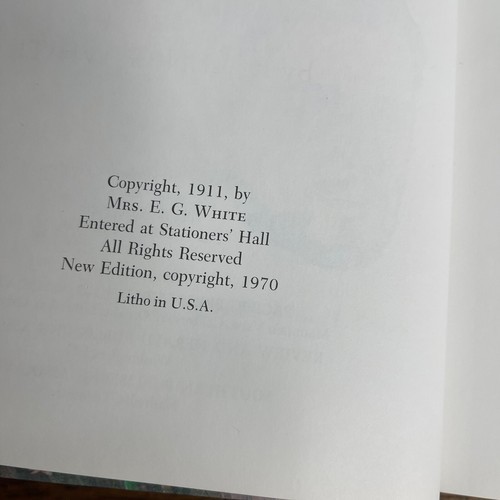 Copyright, 1911, by
MRS. E. G. WHITE
Entered at Stationers' Hall
All Rights Reserved
New Edition, copyright, 1970
Litho in U.S.A.